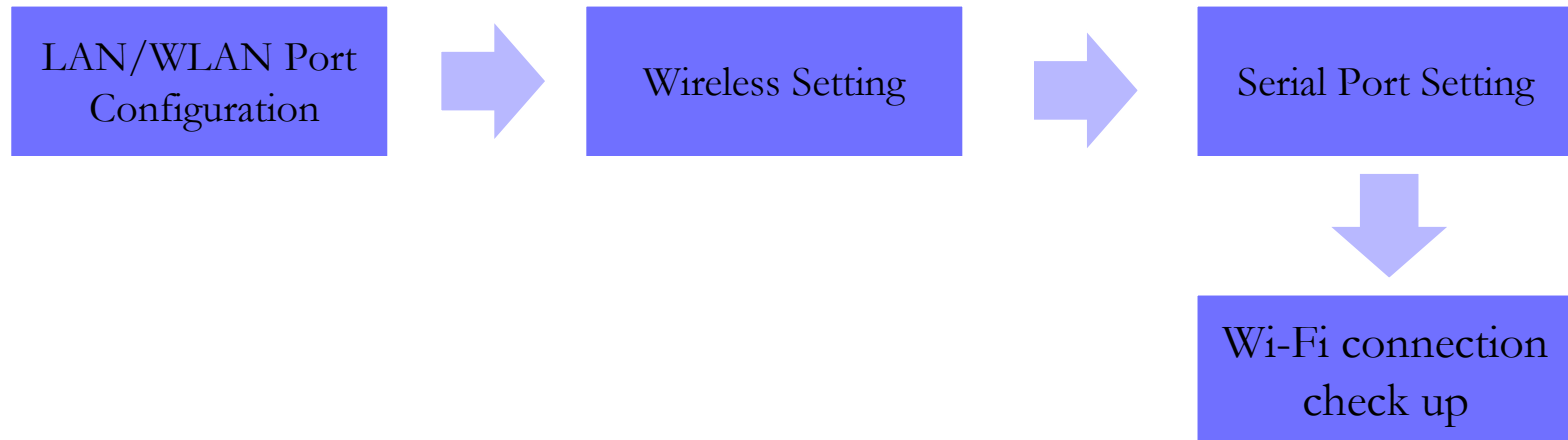 LAN/WLAN Port
Configuration
Wireless Setting
Serial Port Setting
Wi-Fi connection
check up